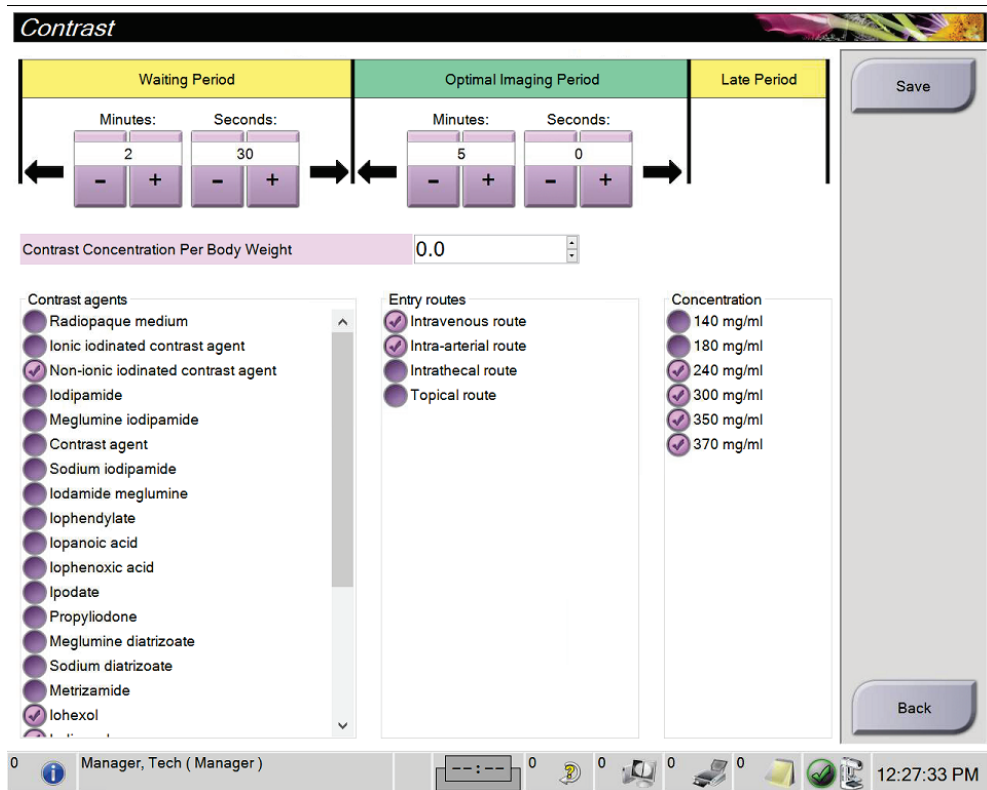 Contrast
Waiting Period
Optimal Imaging Period
Late Period
Save
Minutes:
Seconds:
Minutes:
Seconds:
2
30
5
0
- + - +
- + - +
Contrast Concentration Per Body Weight
0.0
Contrast agents
Radiopaque medium
Ionic iodinated contrast agent
Non-ionic iodinated contrast agent
Iodipamide
Meglumine iodipamide
Contrast agent
Sodium iodipamide
Iodamide meglumine
Iophendylate
Iopanoic acid
Iophenoxic acid
Ipodate
Propyliodone
Meglumine diatrizoate
Sodium diatrizoate
Metrizamide
Iohexol
Entry routes
Intravenous route
Intra-arterial route
Intrathecal route
Topical route
Concentration
140 mg/ml
180 mg/ml
240 mg/ml
300 mg/ml
350 mg/ml
370 mg/ml
Back
0
Manager, Tech ( Manager )
--:--
0
0
0
0
12:27:33 PM